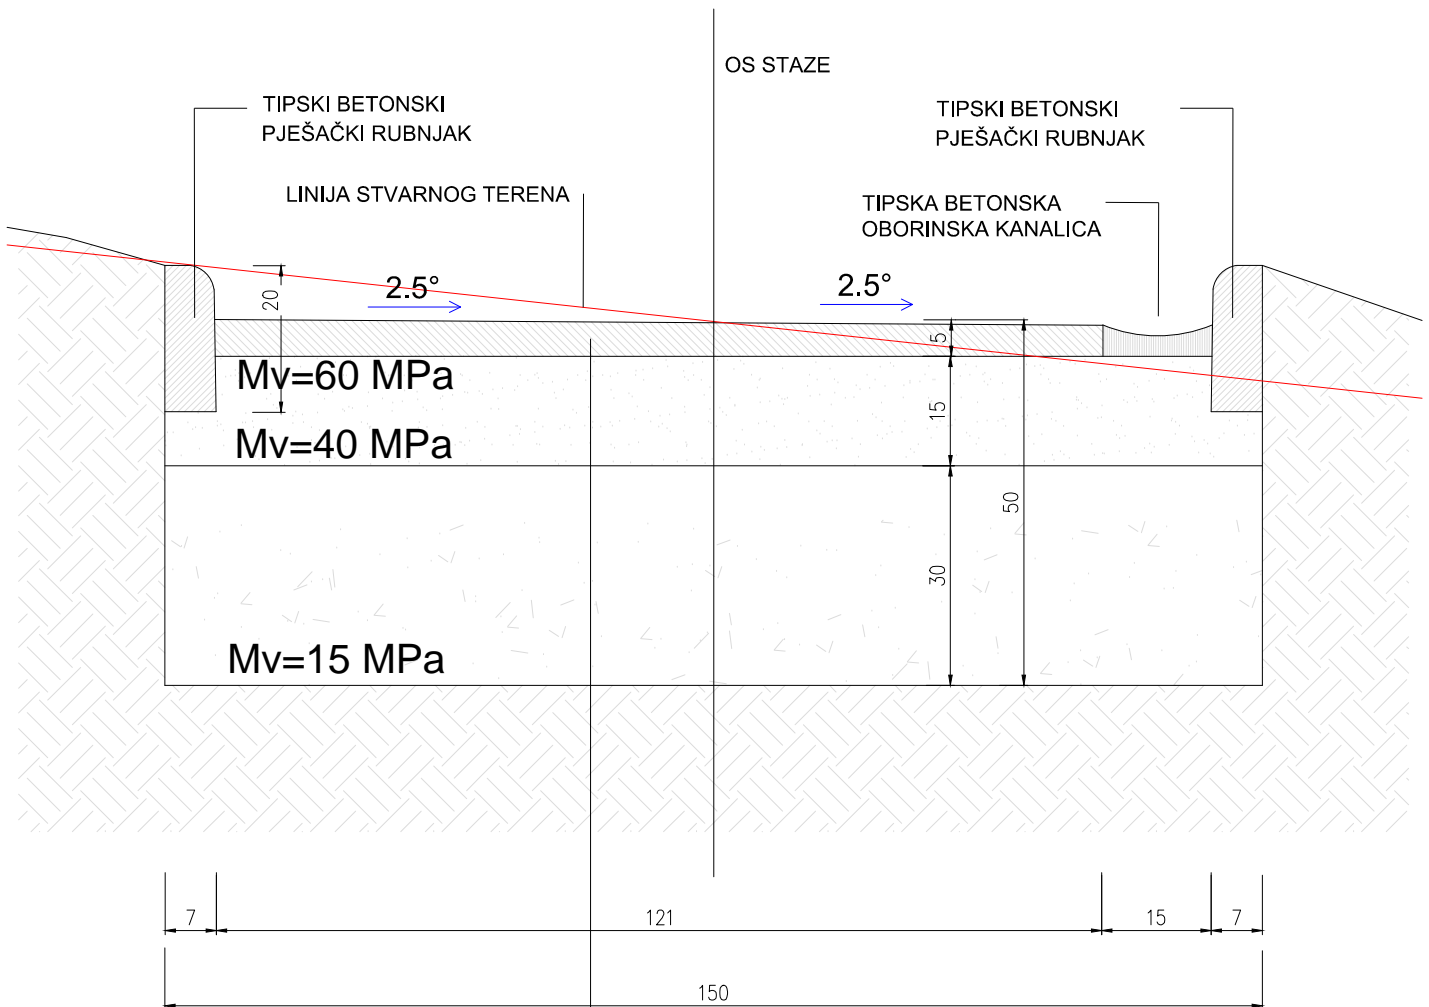 OS STAZE
TIPSKI BETONSKI
PJEŠAČKI RUBNJAK
TIPSKI BETONSKI
PJEŠAČKI RUBNJAK
LINIJA STVARNOG TERENA
TIPSKA BETONSKA
OBORINSKA KANALICA
2.5°
2.5°
20
5
Mv=60 MPa
15
Mv=40 MPa
50
30
Mv=15 MPa
7
121
15
7
150